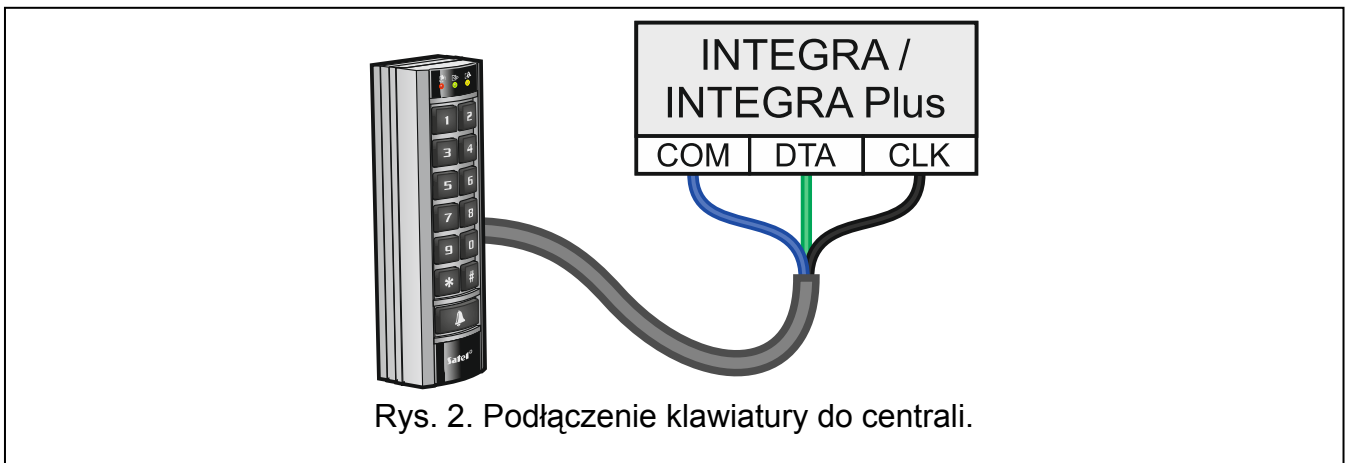 INTEGRA /
INTEGRA Plus
COM DTA CLK
1 2
3 4
5 6
7 8
9 0
* #
Satel
Rys. 2. Podłączenie klawiatury do centrali.